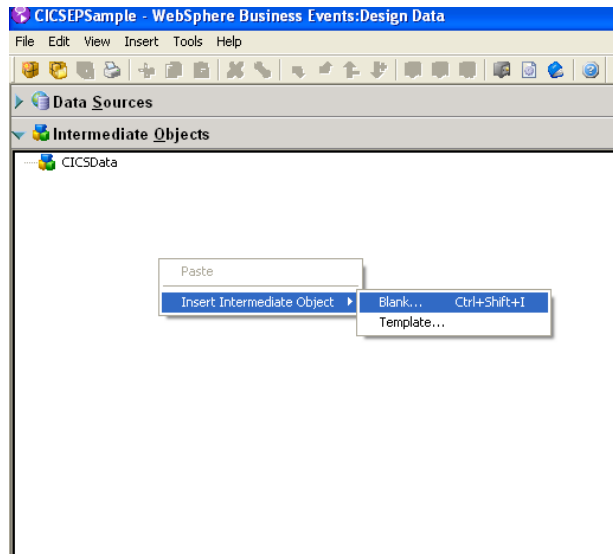 CICSEPSample - WebSphere Business Events:Design Data
File Edit View Insert Tools Help
Data Sources
Intermediate Objects
CICSData
Paste
Insert Intermediate Object
Blank... Ctrl+Shift+I
Template...